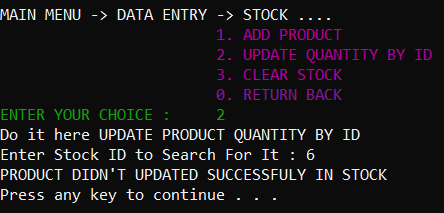 MAIN MENU -> DATA ENTRY -> STOCK ....
1. ADD PRODUCT
2. UPDATE QUANTITY BY ID
3. CLEAR STOCK
0. RETURN BACK
ENTER YOUR CHOICE : 2
Do it here UPDATE PRODUCT QUANTITY BY ID
Enter Stock ID to Search For It : 6
PRODUCT DIDN'T UPDATED SUCCESSFULY IN STOCK
Press any key to continue . . .